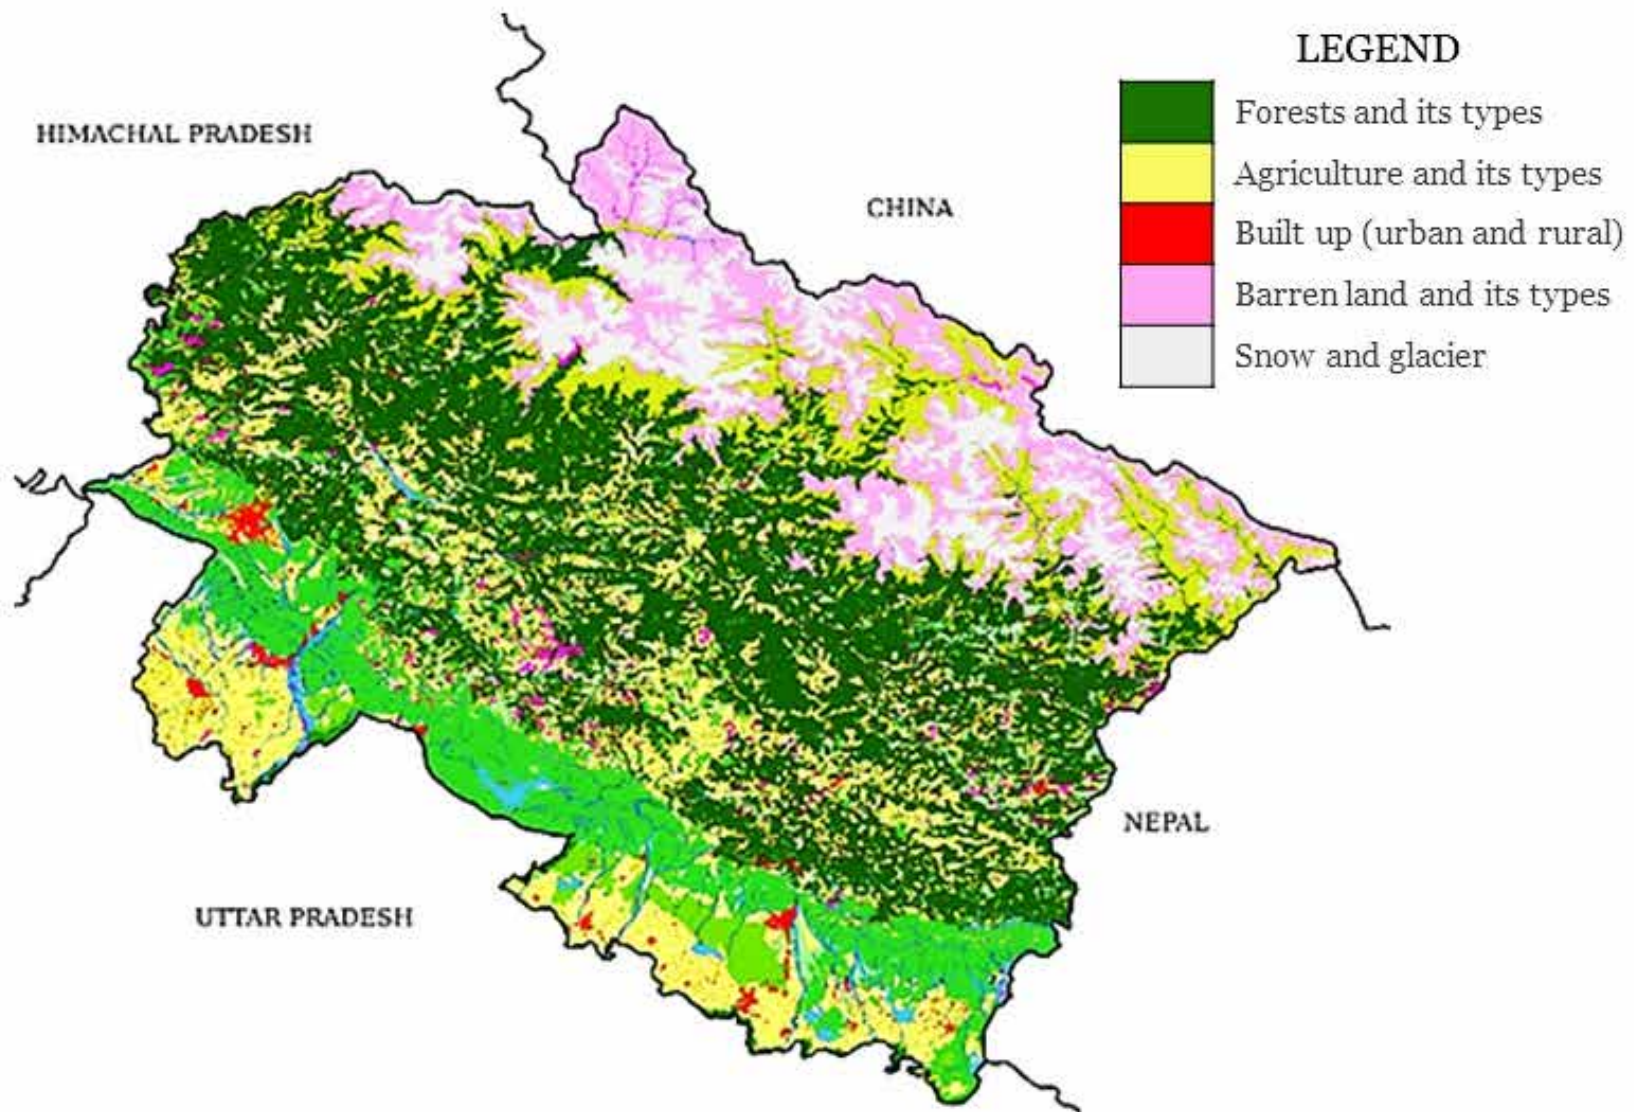 LEGEND
Forests and its types
HIMACHAL PRADESH
Agriculture and its types
CHINA
Built up (urban and rural)
Barren land and its types
Snow and glacier
NEPAL
UTTAR PRADESH